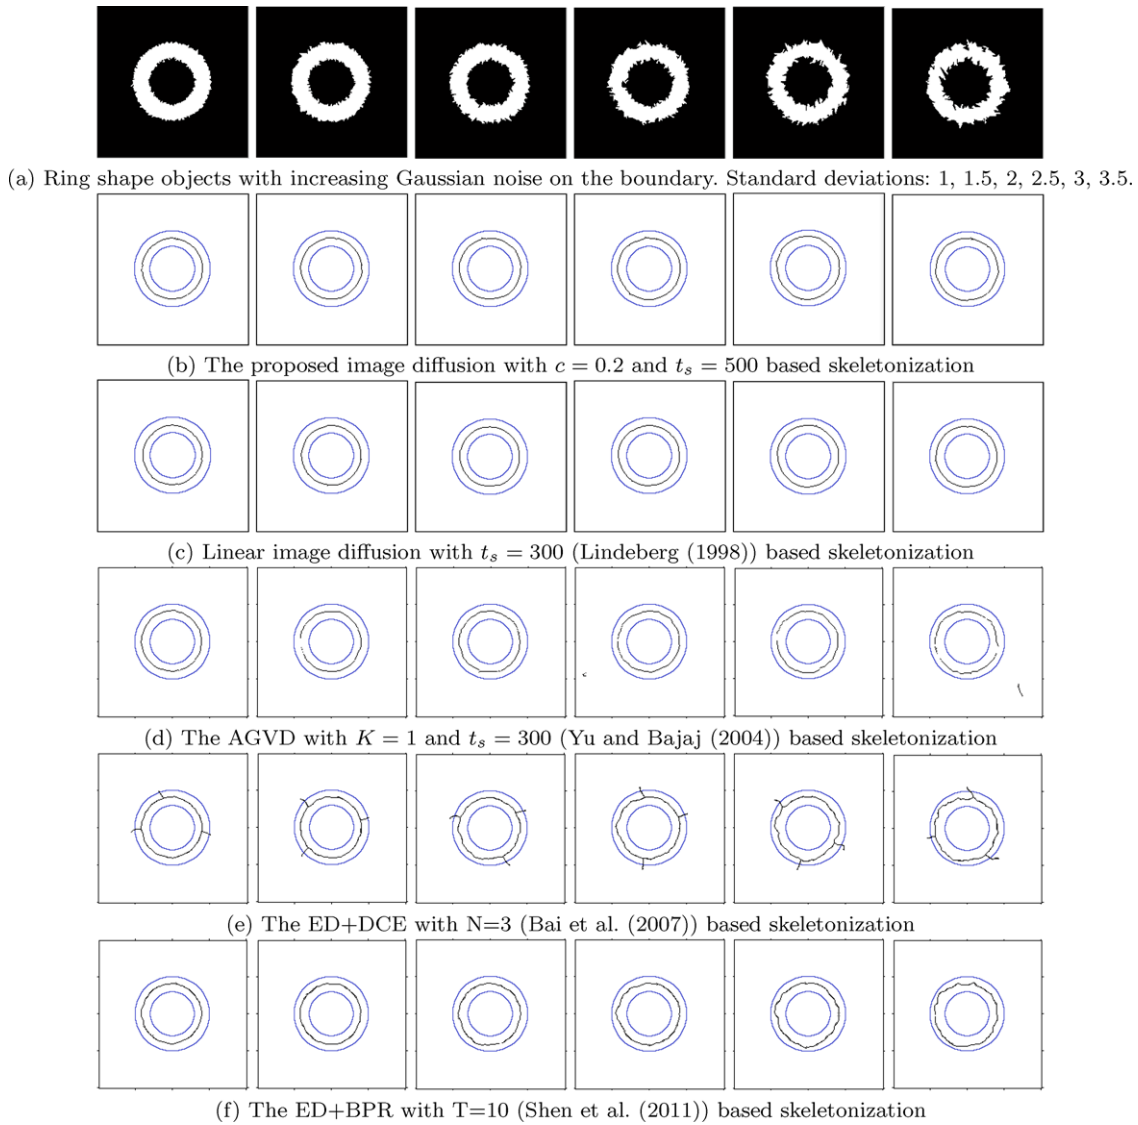 (a) Ring shape objects with increasing Gaussian noise on the boundary. Standard deviations: 1, 1.5, 2, 2.5, 3, 3.5.
(b) The proposed image diffusion with c = 0.2 and tₛ = 500 based skeletonization
(c) Linear image diffusion with tₛ = 300 (Lindeberg (1998)) based skeletonization
(d) The AGVD with K = 1 and tₛ = 300 (Yu and Bajaj (2004)) based skeletonization
(e) The ED+DCE with N=3 (Bai et al. (2007)) based skeletonization
(f) The ED+BPR with T=10 (Shen et al. (2011)) based skeletonization